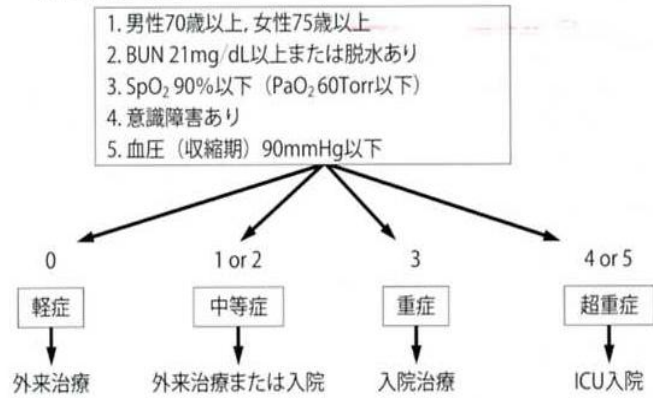 1. 男性70歳以上, 女性75歳以上
2. BUN 21mg/dL以上または脱水あり
3. SpO₂ 90%以下（PaO₂ 60Torr以下）
4. 意識障害あり
5. 血圧（収縮期）90mmHg以下
0 1 or 2 3 4 or 5
軽症 中等症 重症 超重症
外来治療 外来治療または入院 入院治療 ICU入院